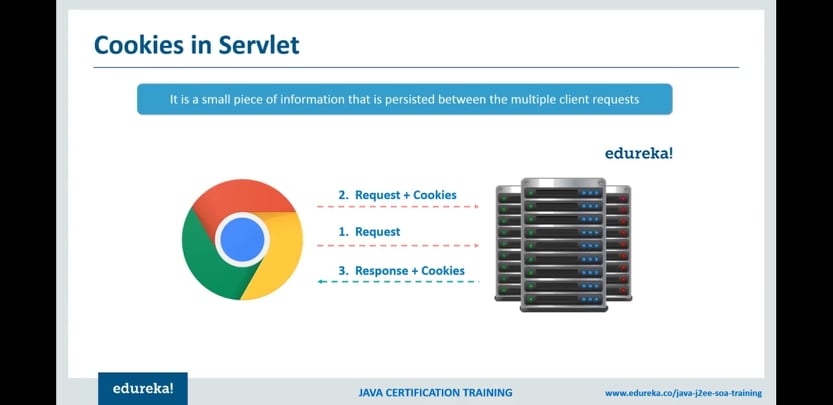 Cookies in Servlet
It is a small piece of information that is persisted between the multiple client requests
edureka!
2. Request + Cookies
1. Request
3. Response + Cookies
edureka!
JAVA CERTIFICATION TRAINING
www.edureka.co/java-j2ee-soa-training